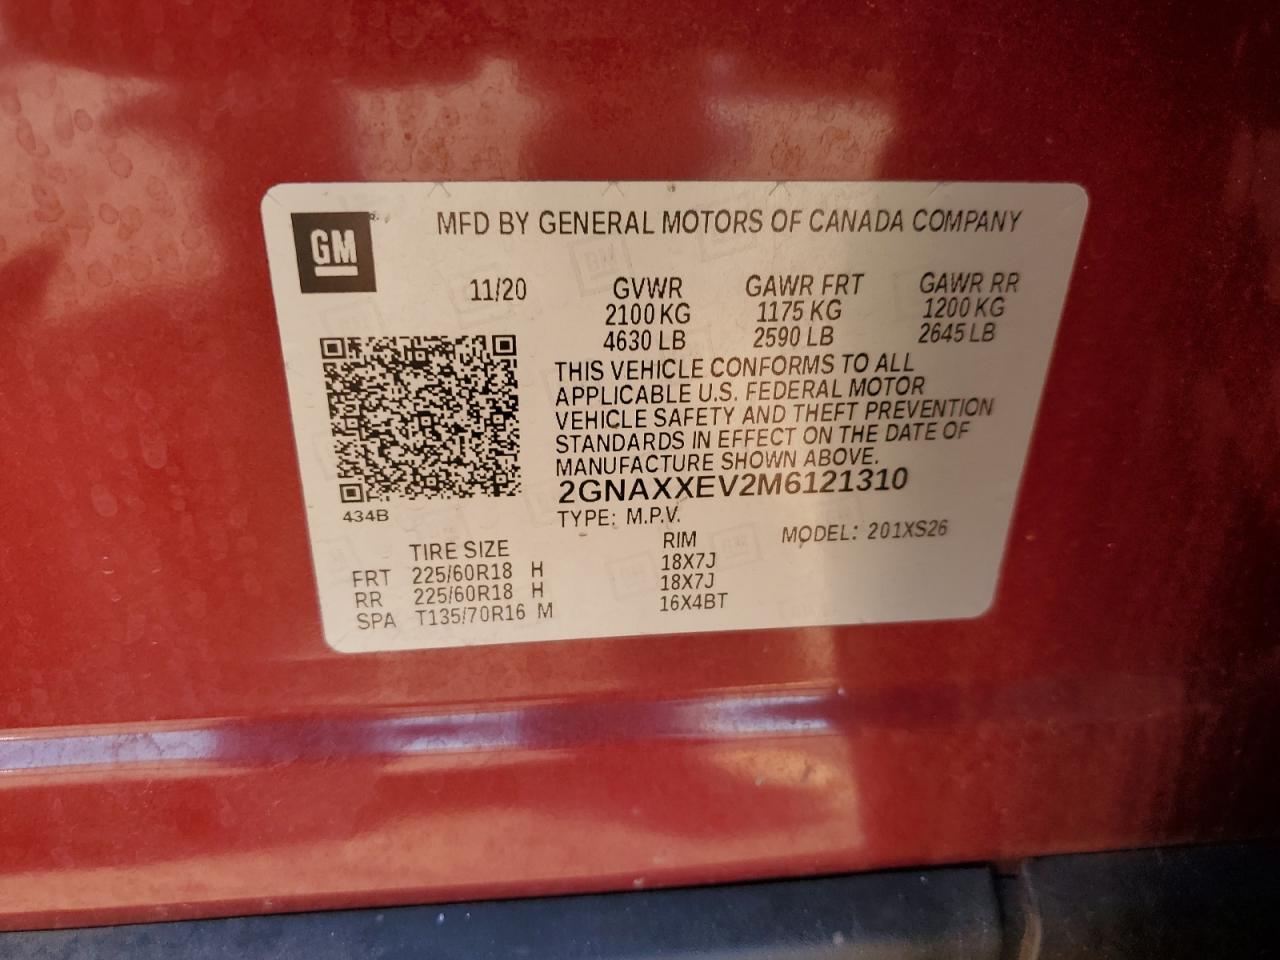 GM
MFD BY GENERAL MOTORS OF CANADA COMPANY
11/20 GVWR GAWR FRT GAWR RR
2100 KG 1175 KG 1200 KG
4630 LB 2590 LB 2645 LB
THIS VEHICLE CONFORMS TO ALL
APPLICABLE U.S. FEDERAL MOTOR
VEHICLE SAFETY AND THEFT PREVENTION
STANDARDS IN EFFECT ON THE DATE OF
MANUFACTURE SHOWN ABOVE.
2GNAXXEV2M6121310
434B
TYPE: M.P.V. MODEL: 201XS26
TIRE SIZE RIM
FRT 225/60R18 H 18X7J
RR 225/60R18 H 18X7J
SPA T135/70R16 M 16X4BT